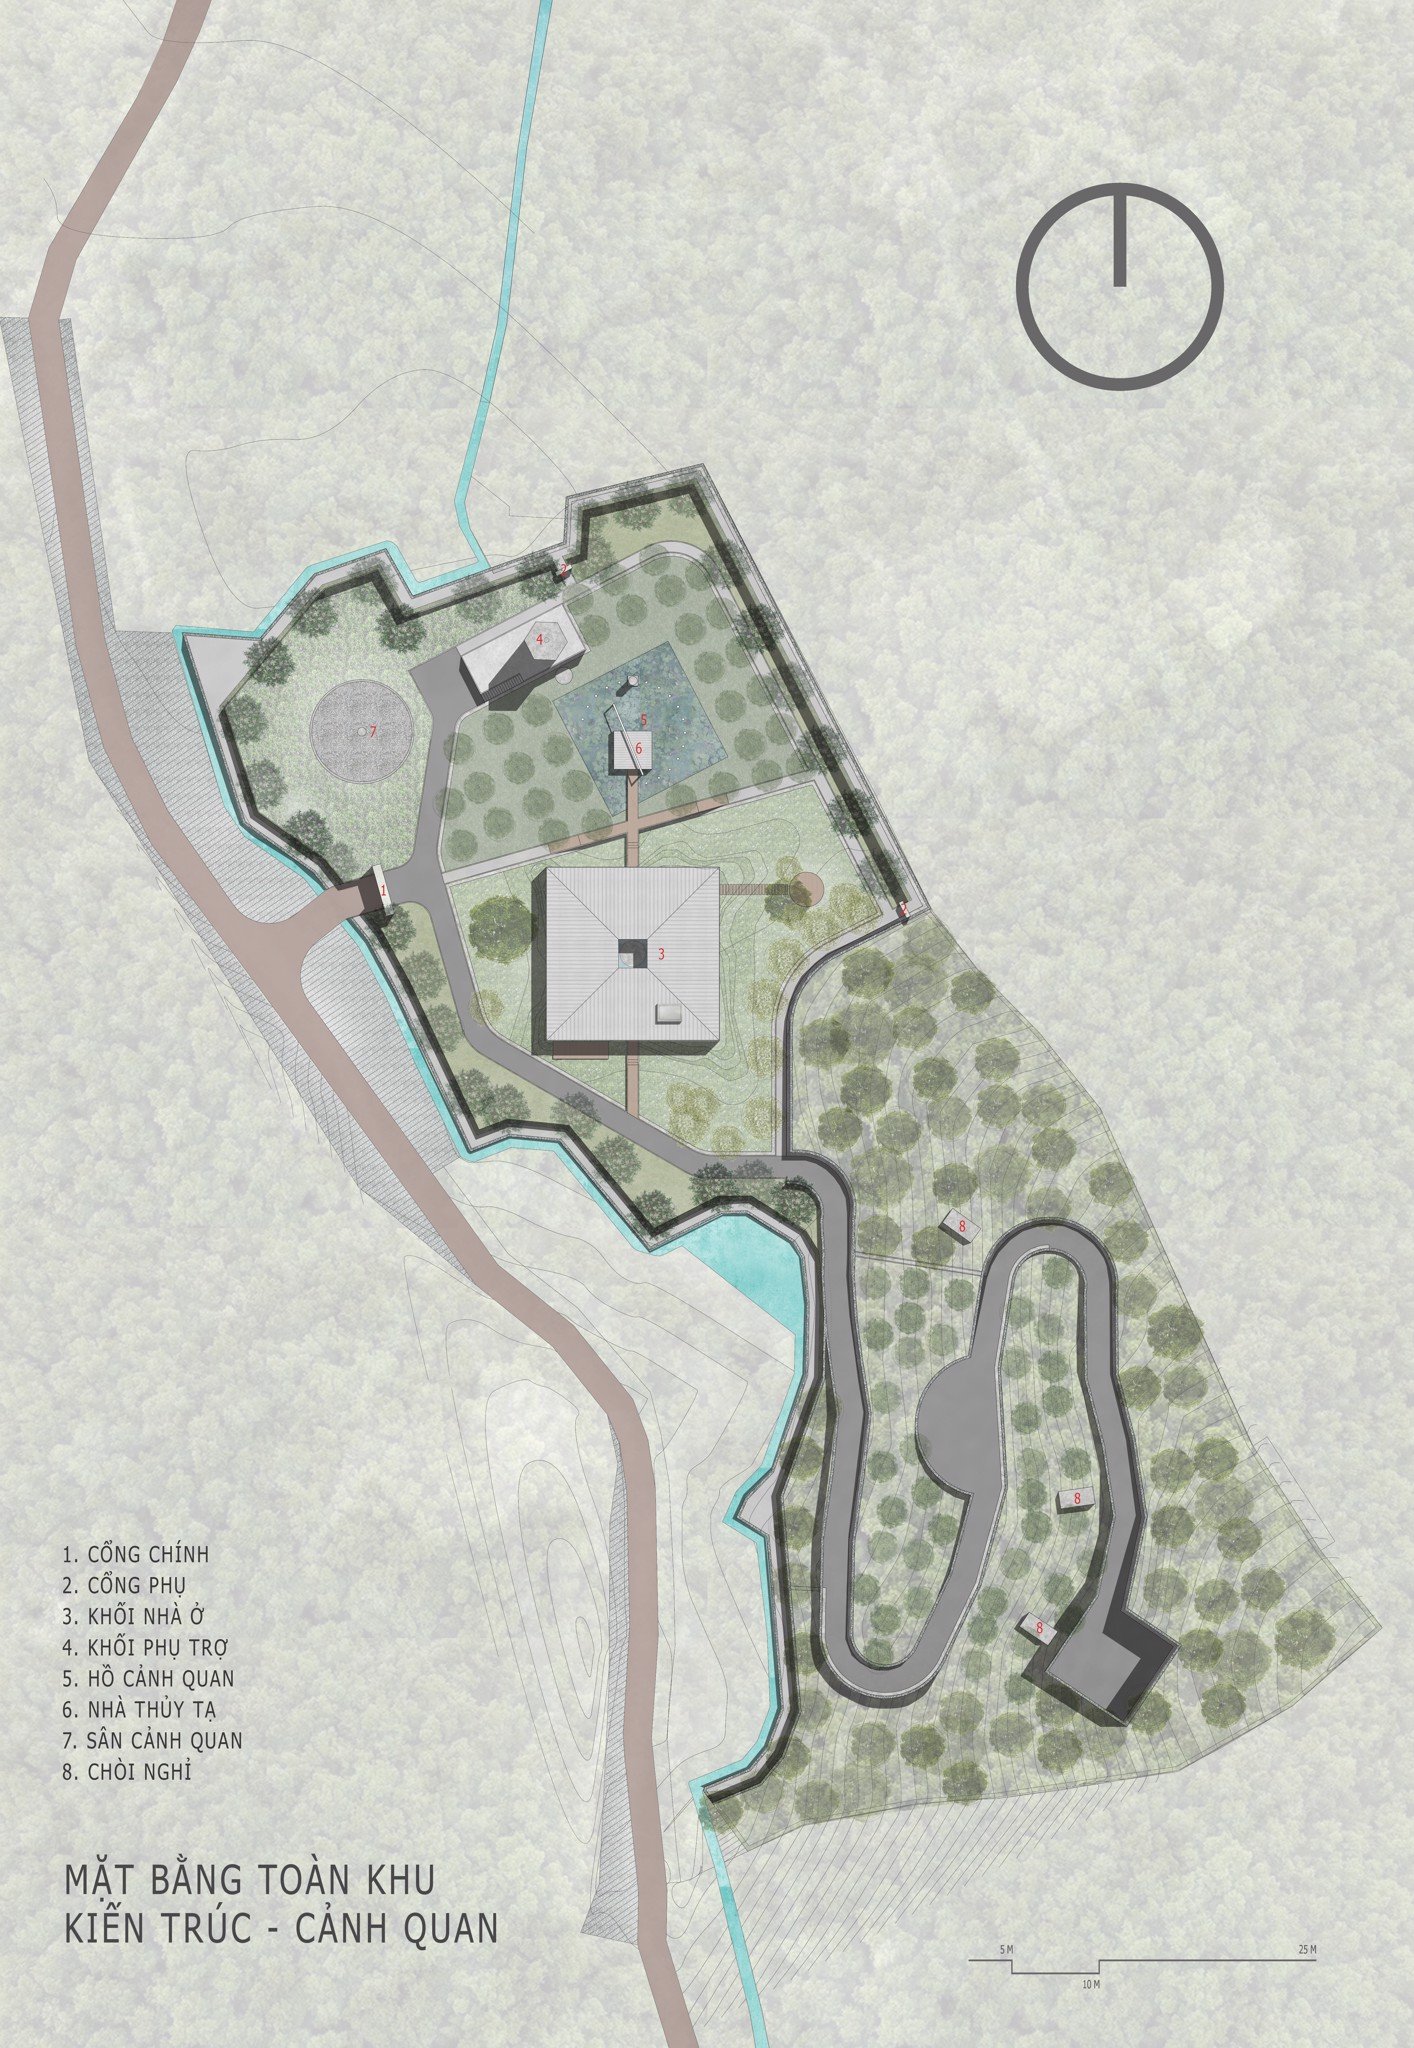 2
4
5
7
6
1
2
3
8
8
8
1. CỔNG CHÍNH
2. CỔNG PHỤ
3. KHỐI NHÀ Ở
4. KHỐI PHỤ TRỢ
5. HỒ CẢNH QUAN
6. NHÀ THỦY TẠ
7. SÂN CẢNH QUAN
8. CHÒI NGHỈ
MẶT BẰNG TOÀN KHU
KIẾN TRÚC - CẢNH QUAN
5 M 25 M
10 M